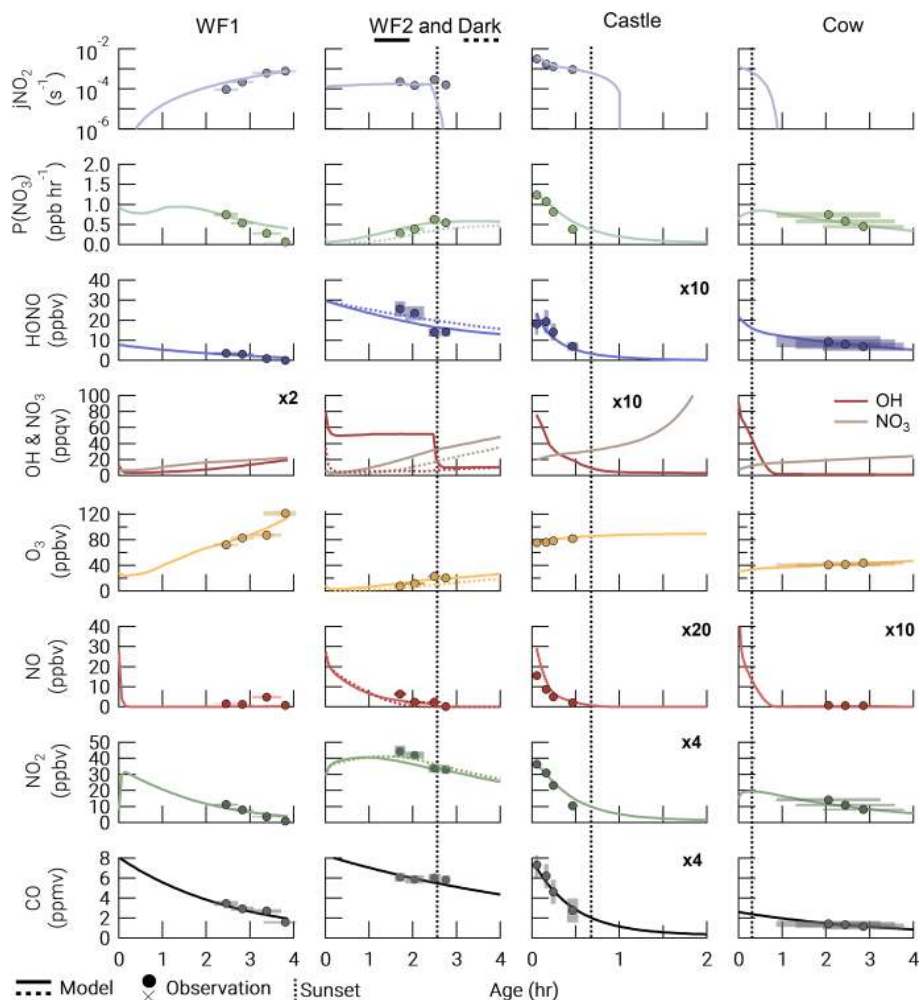 WF1
WF2 and Dark
Castle
Cow
jNO₂
(s⁻¹)
10⁻²
10⁻⁴
10⁻⁶
P(NO₃)
(ppb hr⁻¹)
2.0
1.5
1.0
0.5
0.0
HONO
(ppbv)
40
30
20
10
0
x10
OH & NO₃
(ppqv)
100
80
60
40
20
0
x2
x10
OH
NO₃
O₃
(ppbv)
120
80
40
0
NO
(ppbv)
40
30
20
10
0
x20
x10
NO₂
(ppbv)
50
40
30
20
10
0
x4
CO
(ppmv)
8
6
4
2
0
x4
0 1 2 3 4 0 1 2 3 4 0 1 2 0 1 2 3 4
Model Observation Sunset Age (hr)